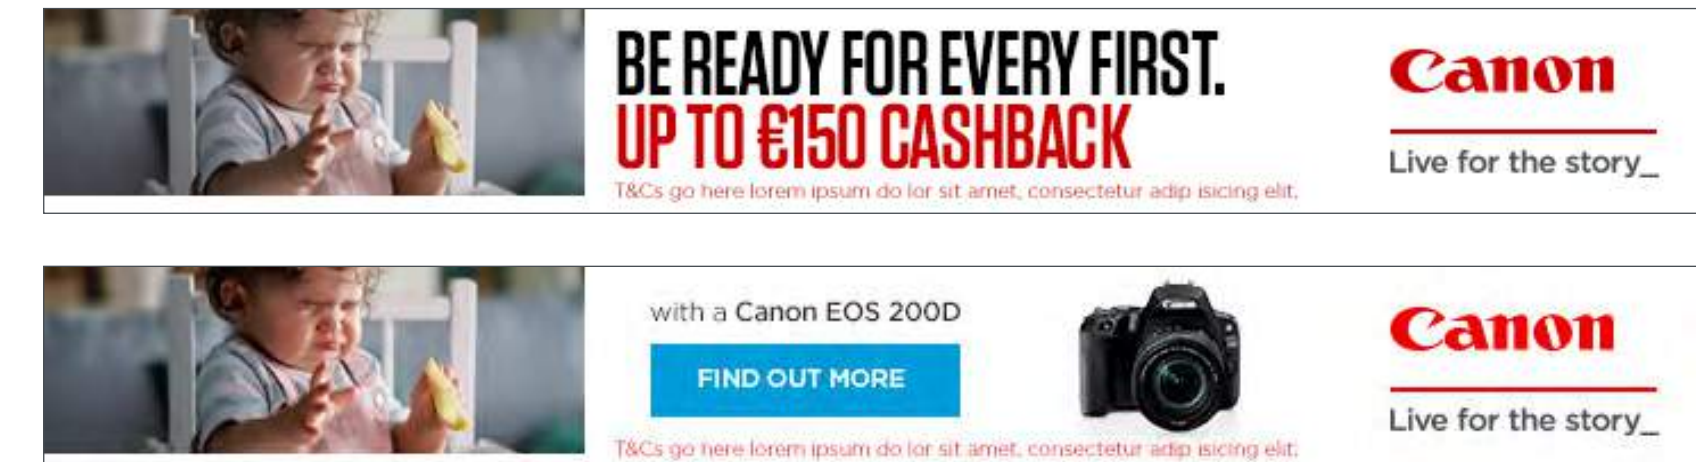 BE READY FOR EVERY FIRST.
UP TO €150 CASHBACK
T&Cs go here lorem ipsum do lor sit amet, consectetur adip isicing elit.
Canon
Live for the story_
with a Canon EOS 200D
FIND OUT MORE
Canon
T&Cs go here lorem ipsum do lor sit amet, consectetur adip isicing elit.
Canon
Live for the story_